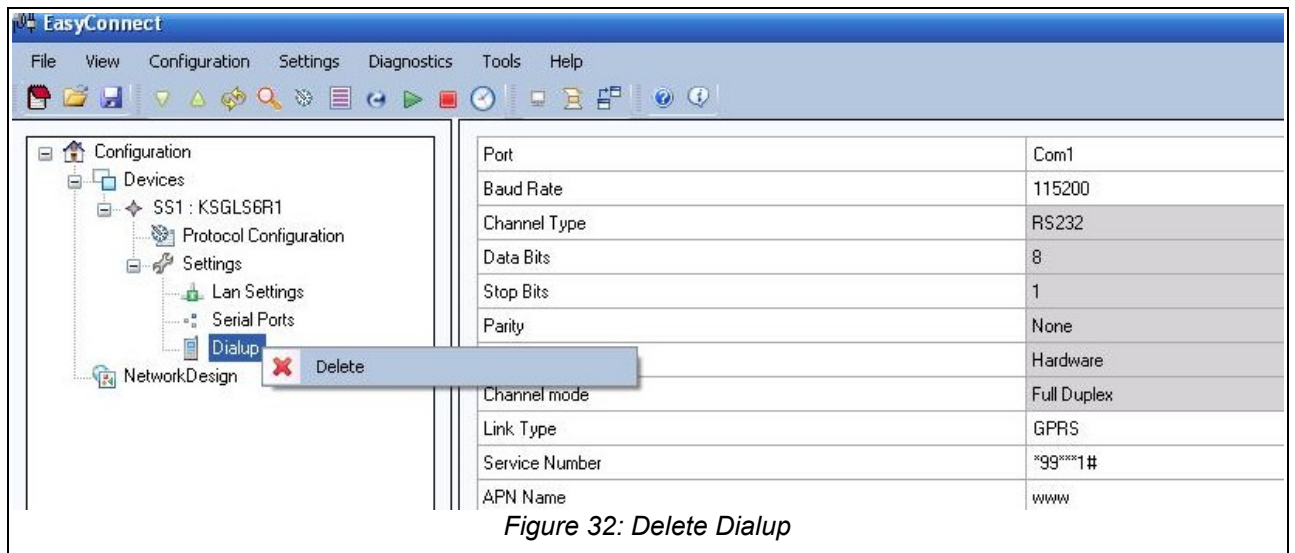 EasyConnect
File View Configuration Settings Diagnostics Tools Help
Configuration
Devices
SS1 : KSGLS6R1
Protocol Configuration
Settings
Lan Settings
Serial Ports
Dialup
NetworkDesign
Delete
Port Com1
Baud Rate 115200
Channel Type RS232
Data Bits 8
Stop Bits 1
Parity None
Hardware
Channel mode Full Duplex
Link Type GPRS
Service Number *99***1#
APN Name www
Figure 32: Delete Dialup